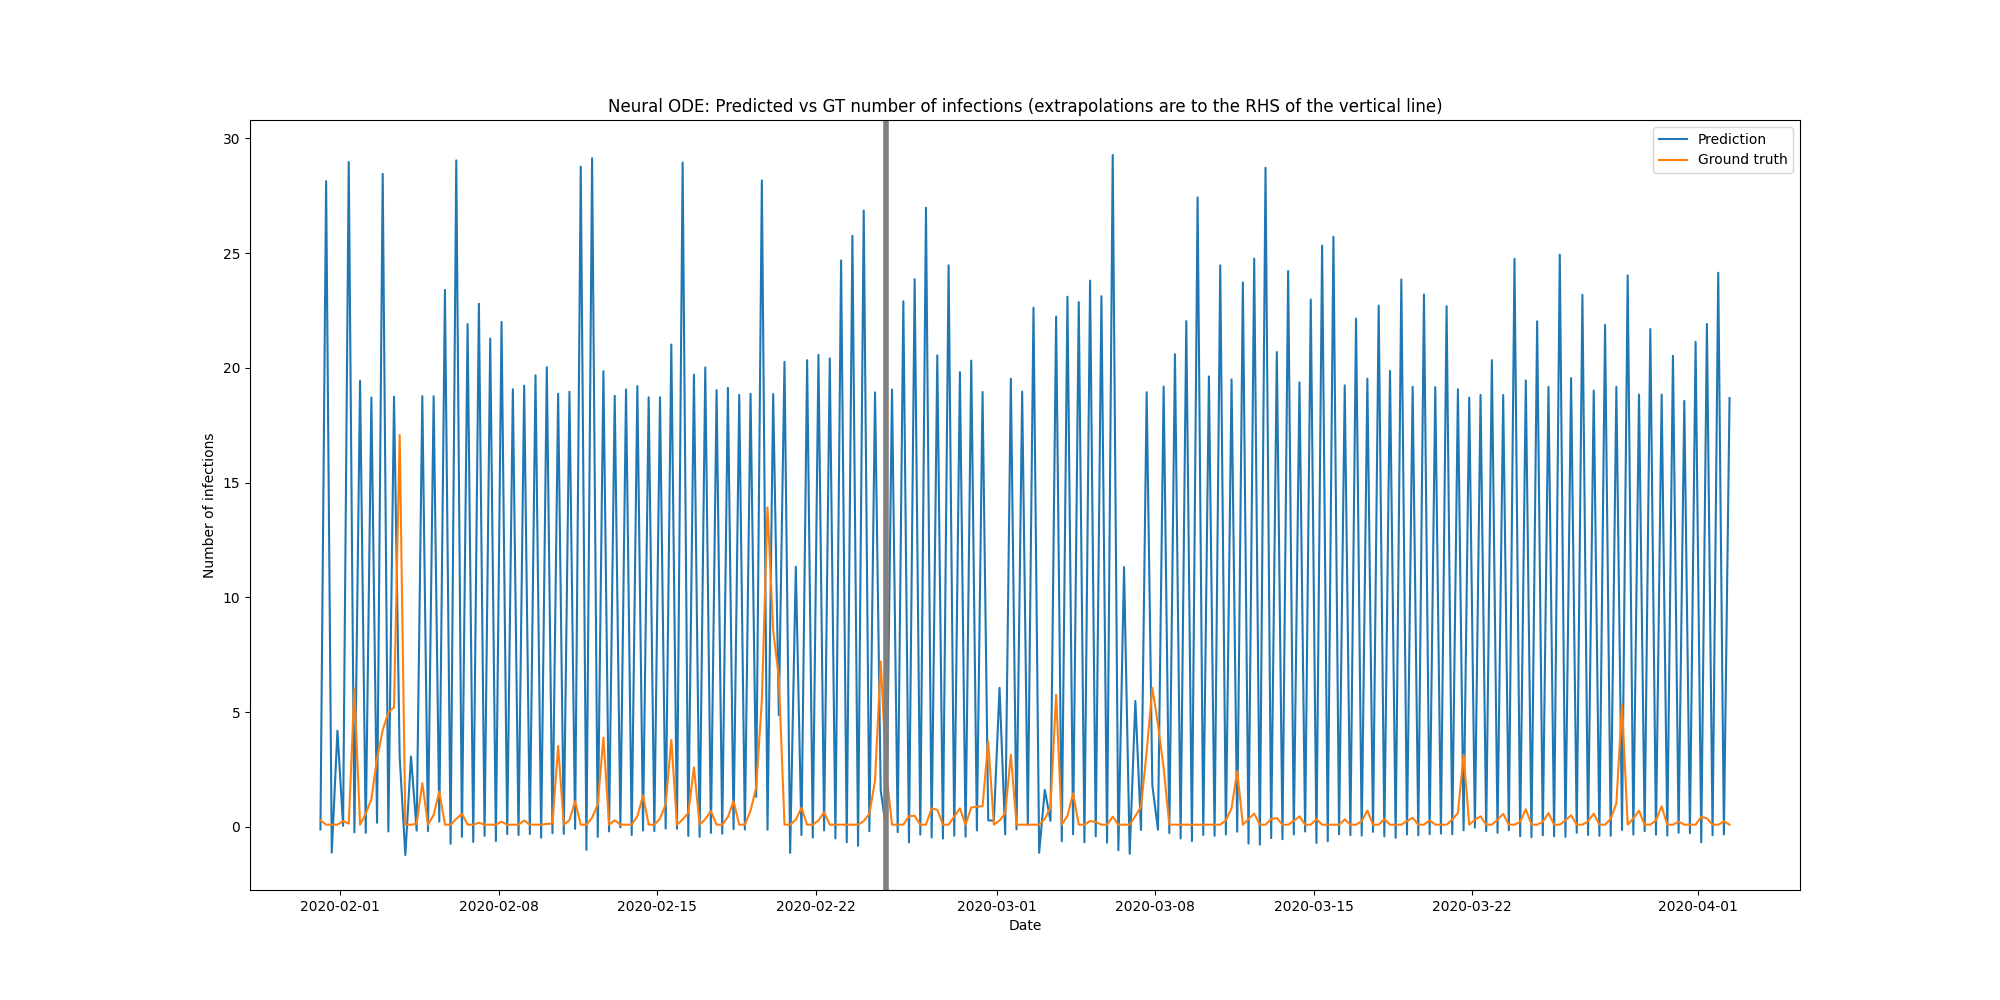 Neural ODE: Predicted vs GT number of infections (extrapolations are to the RHS of the vertical line)
Prediction
Ground truth
30
25
20
15
10
5
0
Number of infections
2020-02-01 2020-02-08 2020-02-15 2020-02-22 2020-03-01 2020-03-08 2020-03-15 2020-03-22 2020-04-01
Date